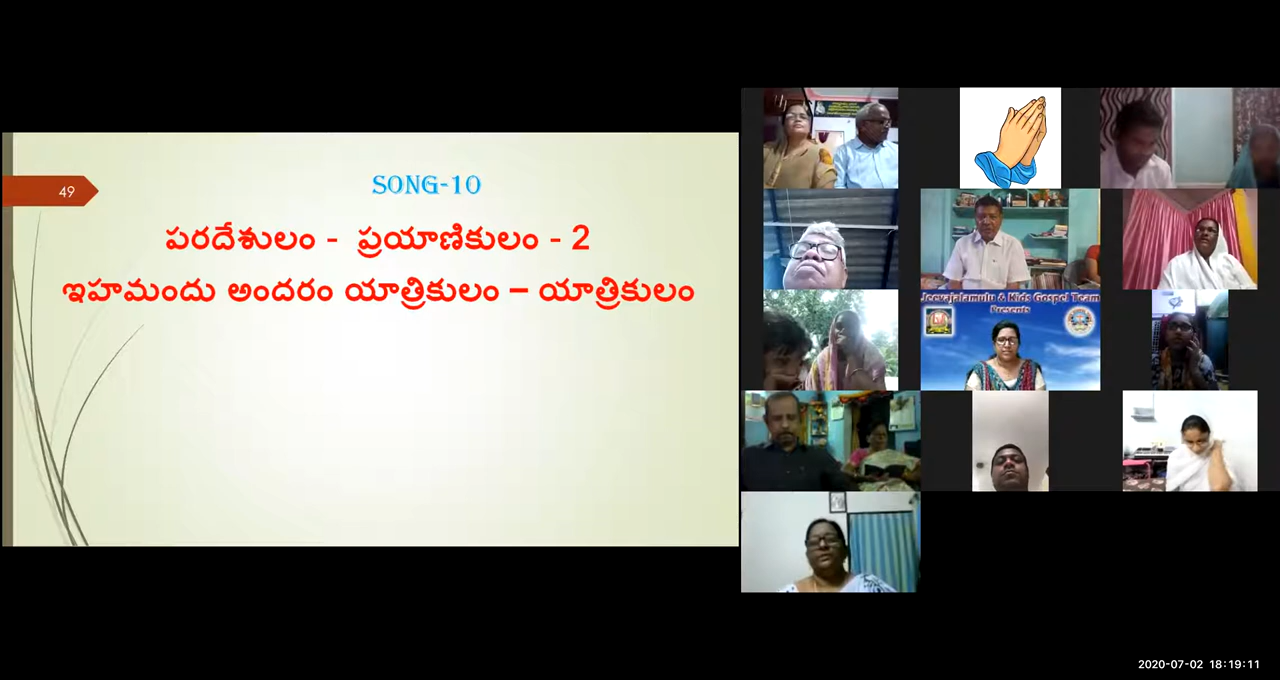 49
SONG-10
పరదేశులం - ప్రయాణికులం - 2
ఇహమందు అందరం యాత్రికులం – యాత్రికులం
Jeevajalamulu & Kids Gospel Team
Presents
2020-07-02 18:19:11